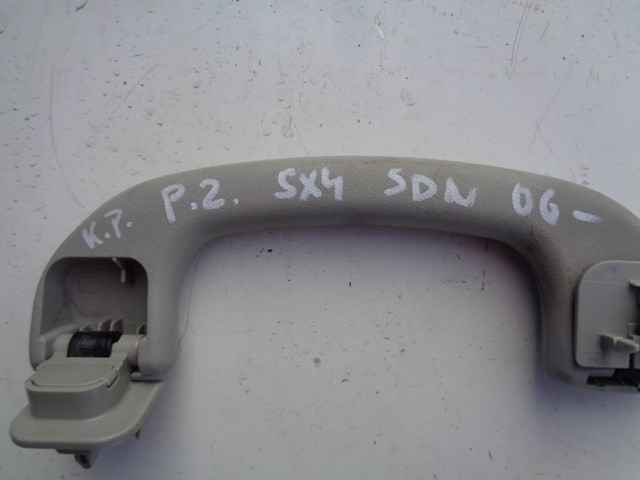 K.P. P.2. SX4 SDN 06-